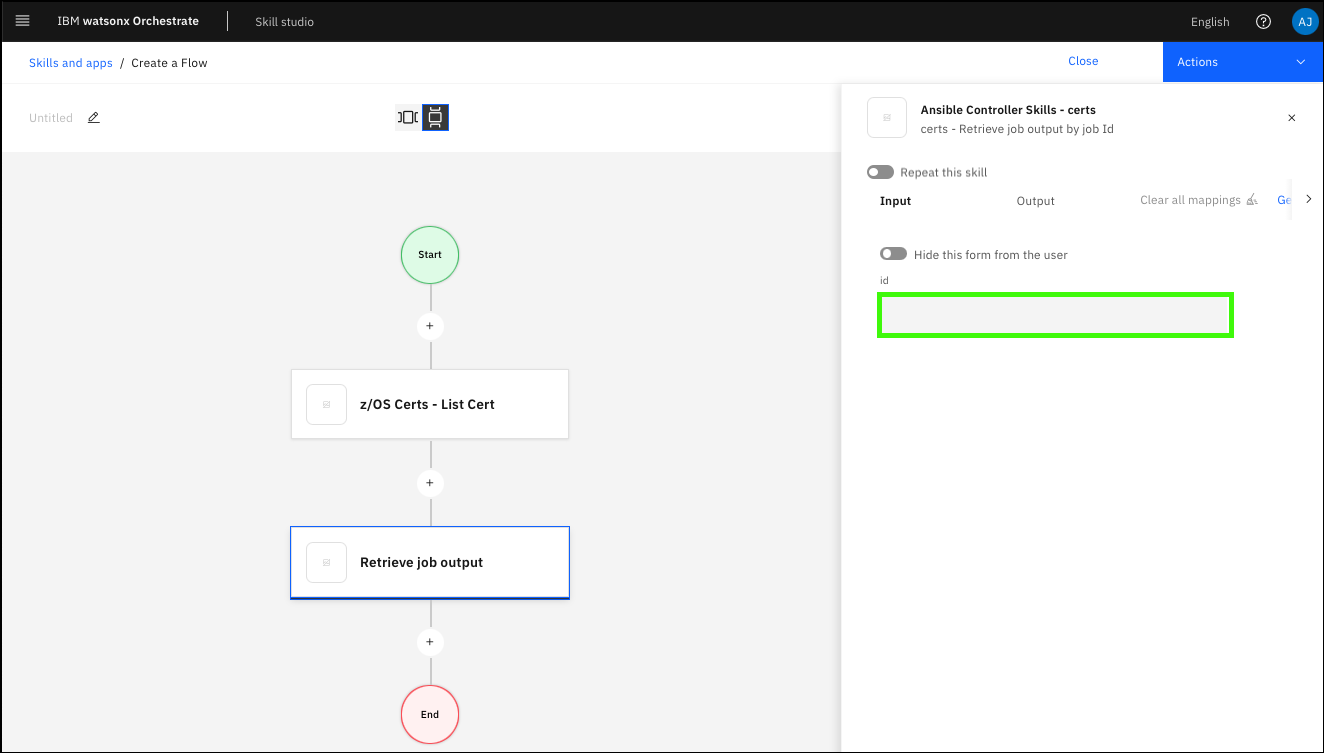 IBM watsonx Orchestrate
Skill studio
English
AJ
Skills and apps / Create a Flow
Close
Actions
Untitled
Ansible Controller Skills - certs
certs - Retrieve job output by job Id
Repeat this skill
Input
Output
Clear all mappings
Ge
Hide this form from the user
id
Start
+
z/OS Certs - List Cert
+
Retrieve job output
+
End